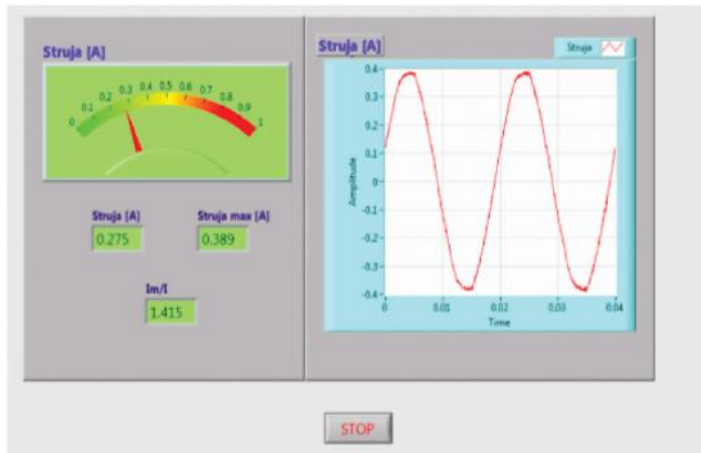 Struja [A]
0 0.1 0.2 0.3 0.4 0.5 0.6 0.7 0.8 0.9 1
Struja [A]
0.275
Struja max [A]
0.389
Im/I
1.415
Struja [A]
Struja
Amplitude
0.4
0.3
0.2
0.1
0
-0.1
-0.2
-0.3
-0.4
0 0.01 0.02 0.03 0.04
Time
STOP